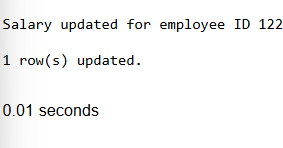 Salary updated for employee ID 122
1 row(s) updated.
0.01 seconds